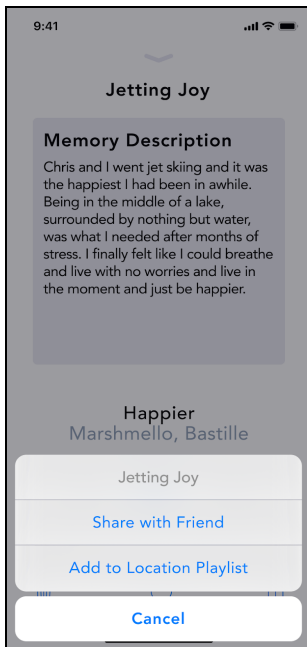 9:41
Jetting Joy
Memory Description
Chris and I went jet skiing and it was
the happiest I had been in awhile.
Being in the middle of a lake,
surrounded by nothing but water,
was what I needed after months of
stress. I finally felt like I could breathe
and live with no worries and live in
the moment and just be happier.
Happier
Marshmello, Bastille
Jetting Joy
Share with Friend
Add to Location Playlist
Cancel